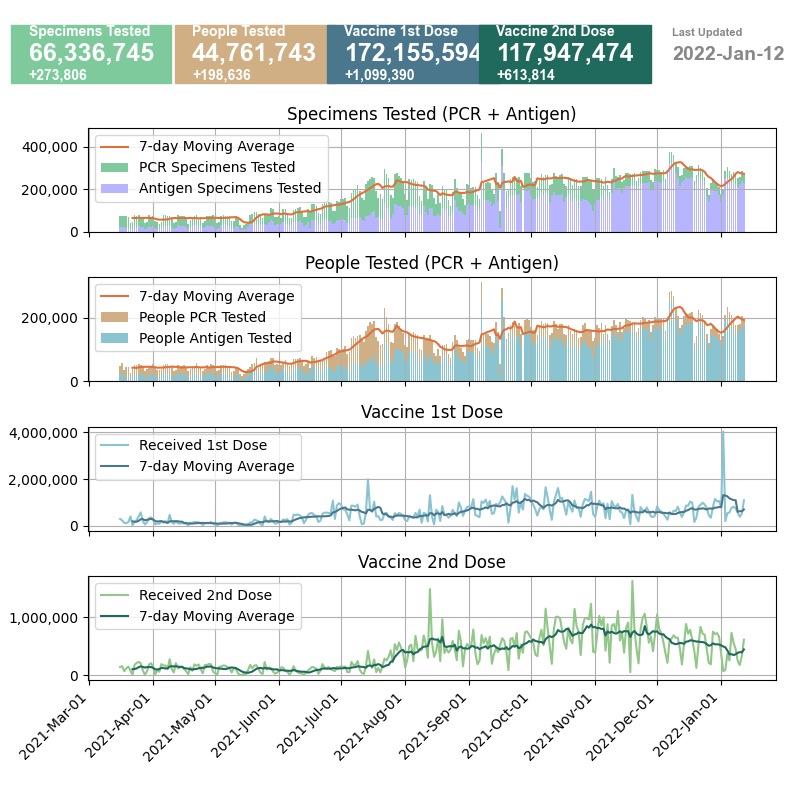 Specimens Tested
66,336,745
+273,806
People Tested
44,761,743
+198,636
Vaccine 1st Dose
172,155,594
+1,099,390
Vaccine 2nd Dose
117,947,474
+613,814
Last Updated
2022-Jan-12
Specimens Tested (PCR + Antigen)
7-day Moving Average
PCR Specimens Tested
Antigen Specimens Tested
400,000
200,000
0
People Tested (PCR + Antigen)
7-day Moving Average
People PCR Tested
People Antigen Tested
200,000
0
Vaccine 1st Dose
Received 1st Dose
7-day Moving Average
4,000,000
2,000,000
0
Vaccine 2nd Dose
Received 2nd Dose
7-day Moving Average
1,000,000
0
2021-Mar-01
2021-Apr-01
2021-May-01
2021-Jun-01
2021-Jul-01
2021-Aug-01
2021-Sep-01
2021-Oct-01
2021-Nov-01
2021-Dec-01
2022-Jan-01